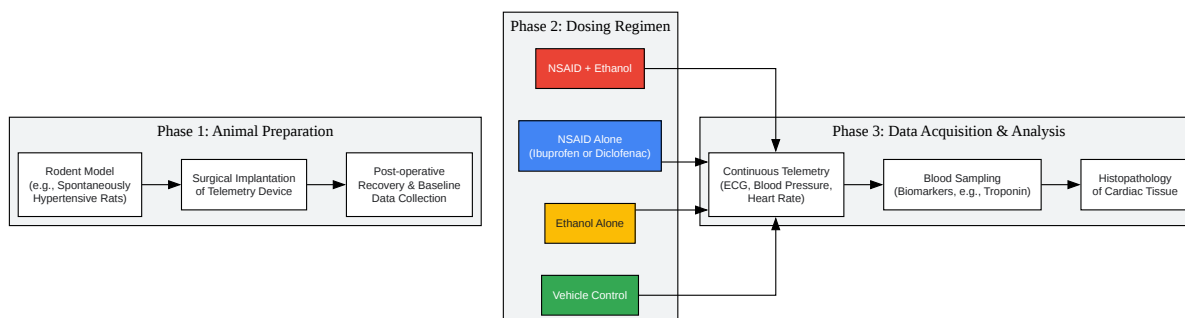 Phase 1: Animal Preparation
Rodent Model
(e.g., Spontaneously
Hypertensive Rats)
Surgical Implantation
of Telemetry Device
Post-operative
Recovery & Baseline
Data Collection
Phase 2: Dosing Regimen
NSAID + Ethanol
NSAID Alone
(Ibuprofen or Diclofenac)
Ethanol Alone
Vehicle Control
Phase 3: Data Acquisition & Analysis
Continuous Telemetry
(ECG, Blood Pressure,
Heart Rate)
Blood Sampling
(Biomarkers, e.g., Troponin)
Histopathology
of Cardiac Tissue